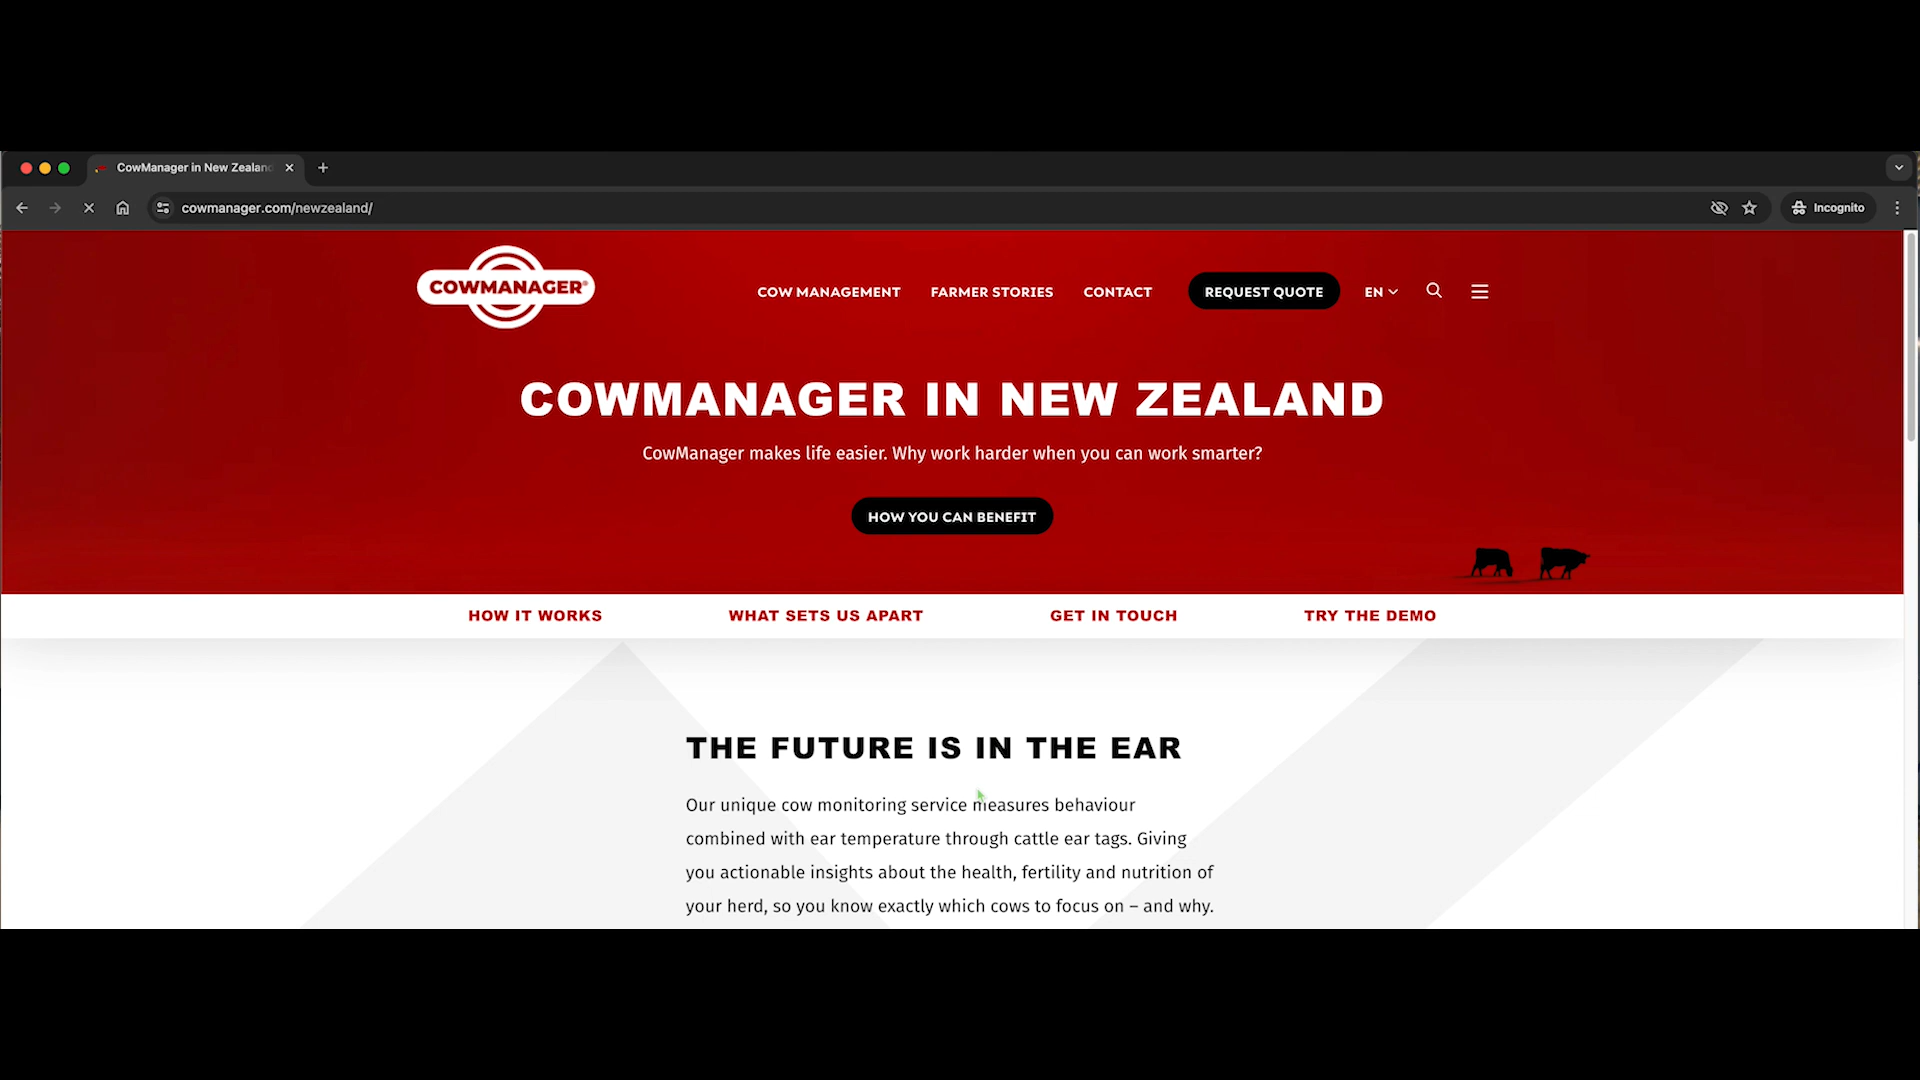 CowManager in New Zealand
cowmanager.com/newzealand/
Incognito
COWMANAGER®
COW MANAGEMENT
FARMER STORIES
CONTACT
REQUEST QUOTE
EN
COWMANAGER IN NEW ZEALAND
CowManager makes life easier. Why work harder when you can work smarter?
HOW YOU CAN BENEFIT
HOW IT WORKS
WHAT SETS US APART
GET IN TOUCH
TRY THE DEMO
THE FUTURE IS IN THE EAR
Our unique cow monitoring service measures behaviour
combined with ear temperature through cattle ear tags. Giving
you actionable insights about the health, fertility and nutrition of
your herd, so you know exactly which cows to focus on – and why.